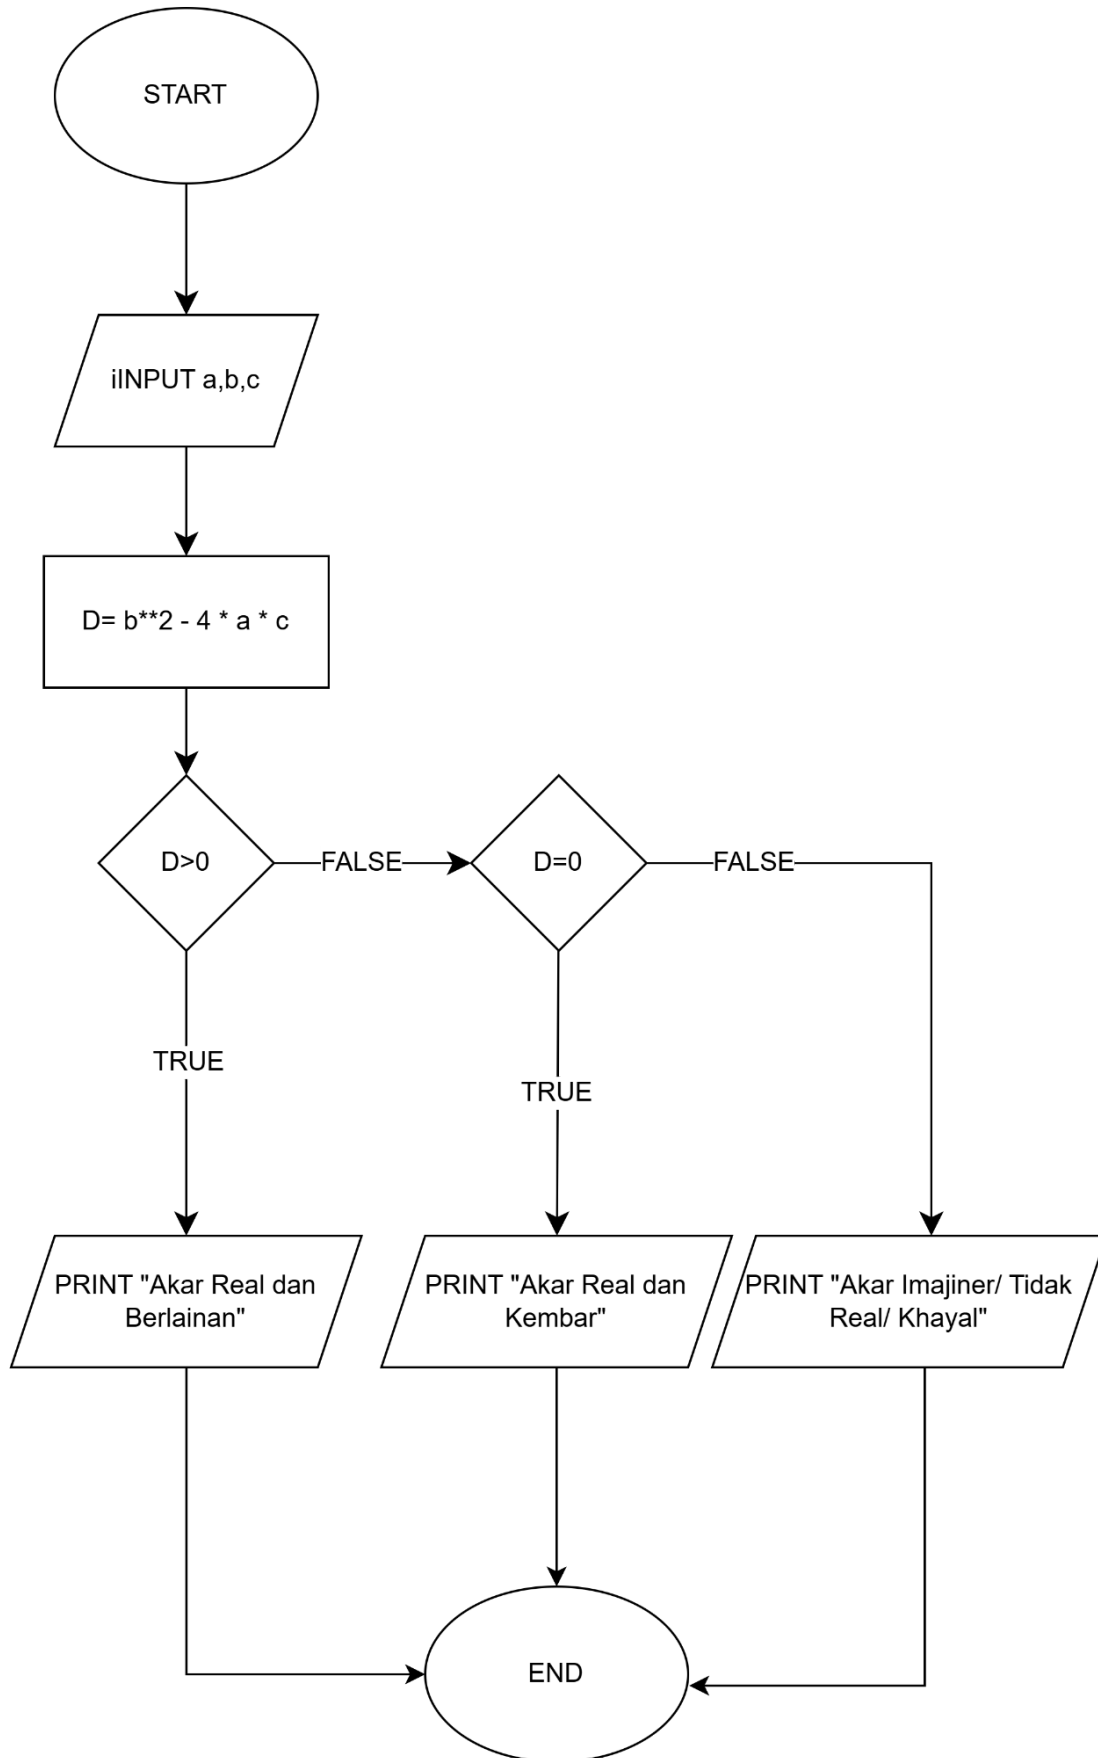 START
iINPUT a,b,c
D= b**2 - 4 * a * c
D>0
FALSE
D=0
FALSE
TRUE
TRUE
PRINT "Akar Real dan
Berlainan"
PRINT "Akar Real dan
Kembar"
PRINT "Akar Imajiner/ Tidak
Real/ Khayal"
END